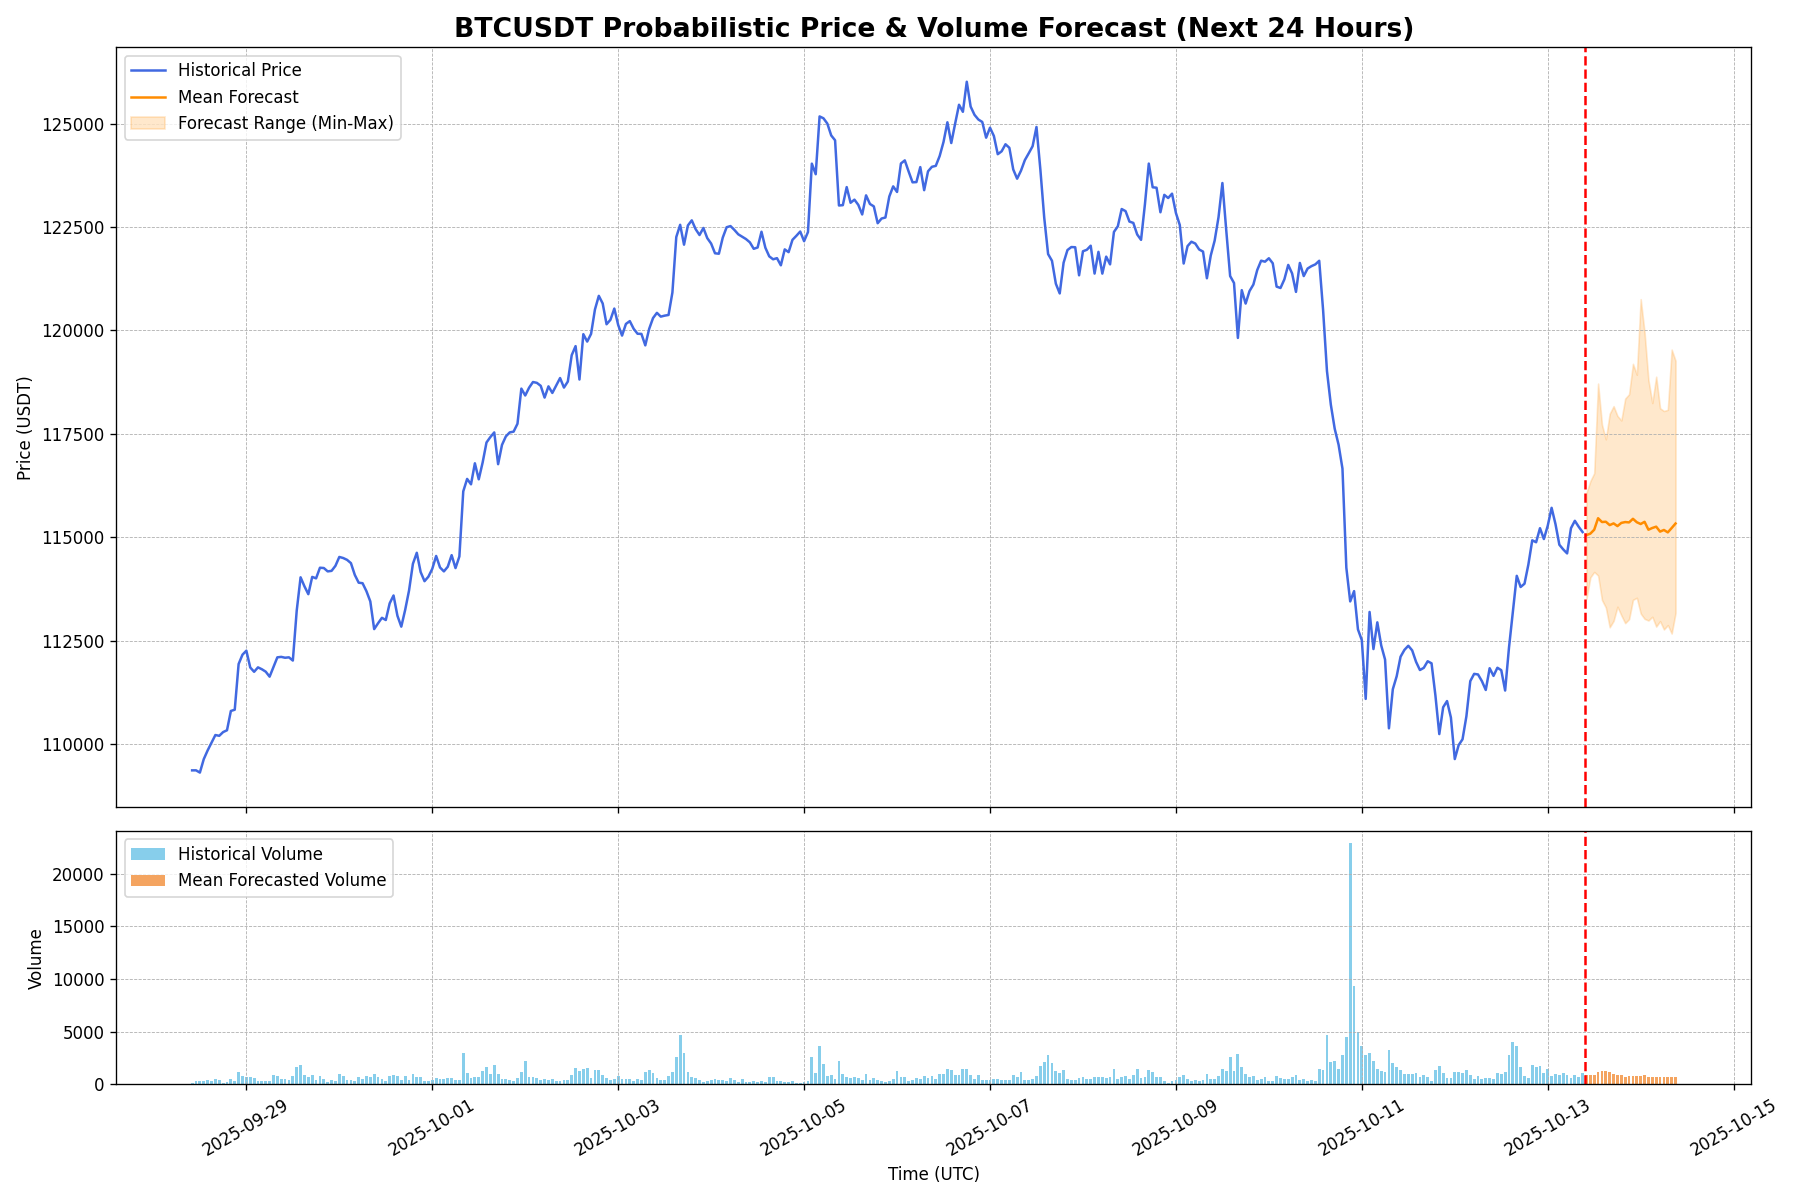 BTCUSDT Probabilistic Price & Volume Forecast (Next 24 Hours)
Historical Price
Mean Forecast
Forecast Range (Min-Max)
125000
122500
120000
117500
115000
112500
110000
Price (USDT)
Historical Volume
Mean Forecasted Volume
20000
15000
10000
5000
0
Volume
2025-09-29
2025-10-01
2025-10-03
2025-10-05
2025-10-07
2025-10-09
2025-10-11
2025-10-13
2025-10-15
Time (UTC)